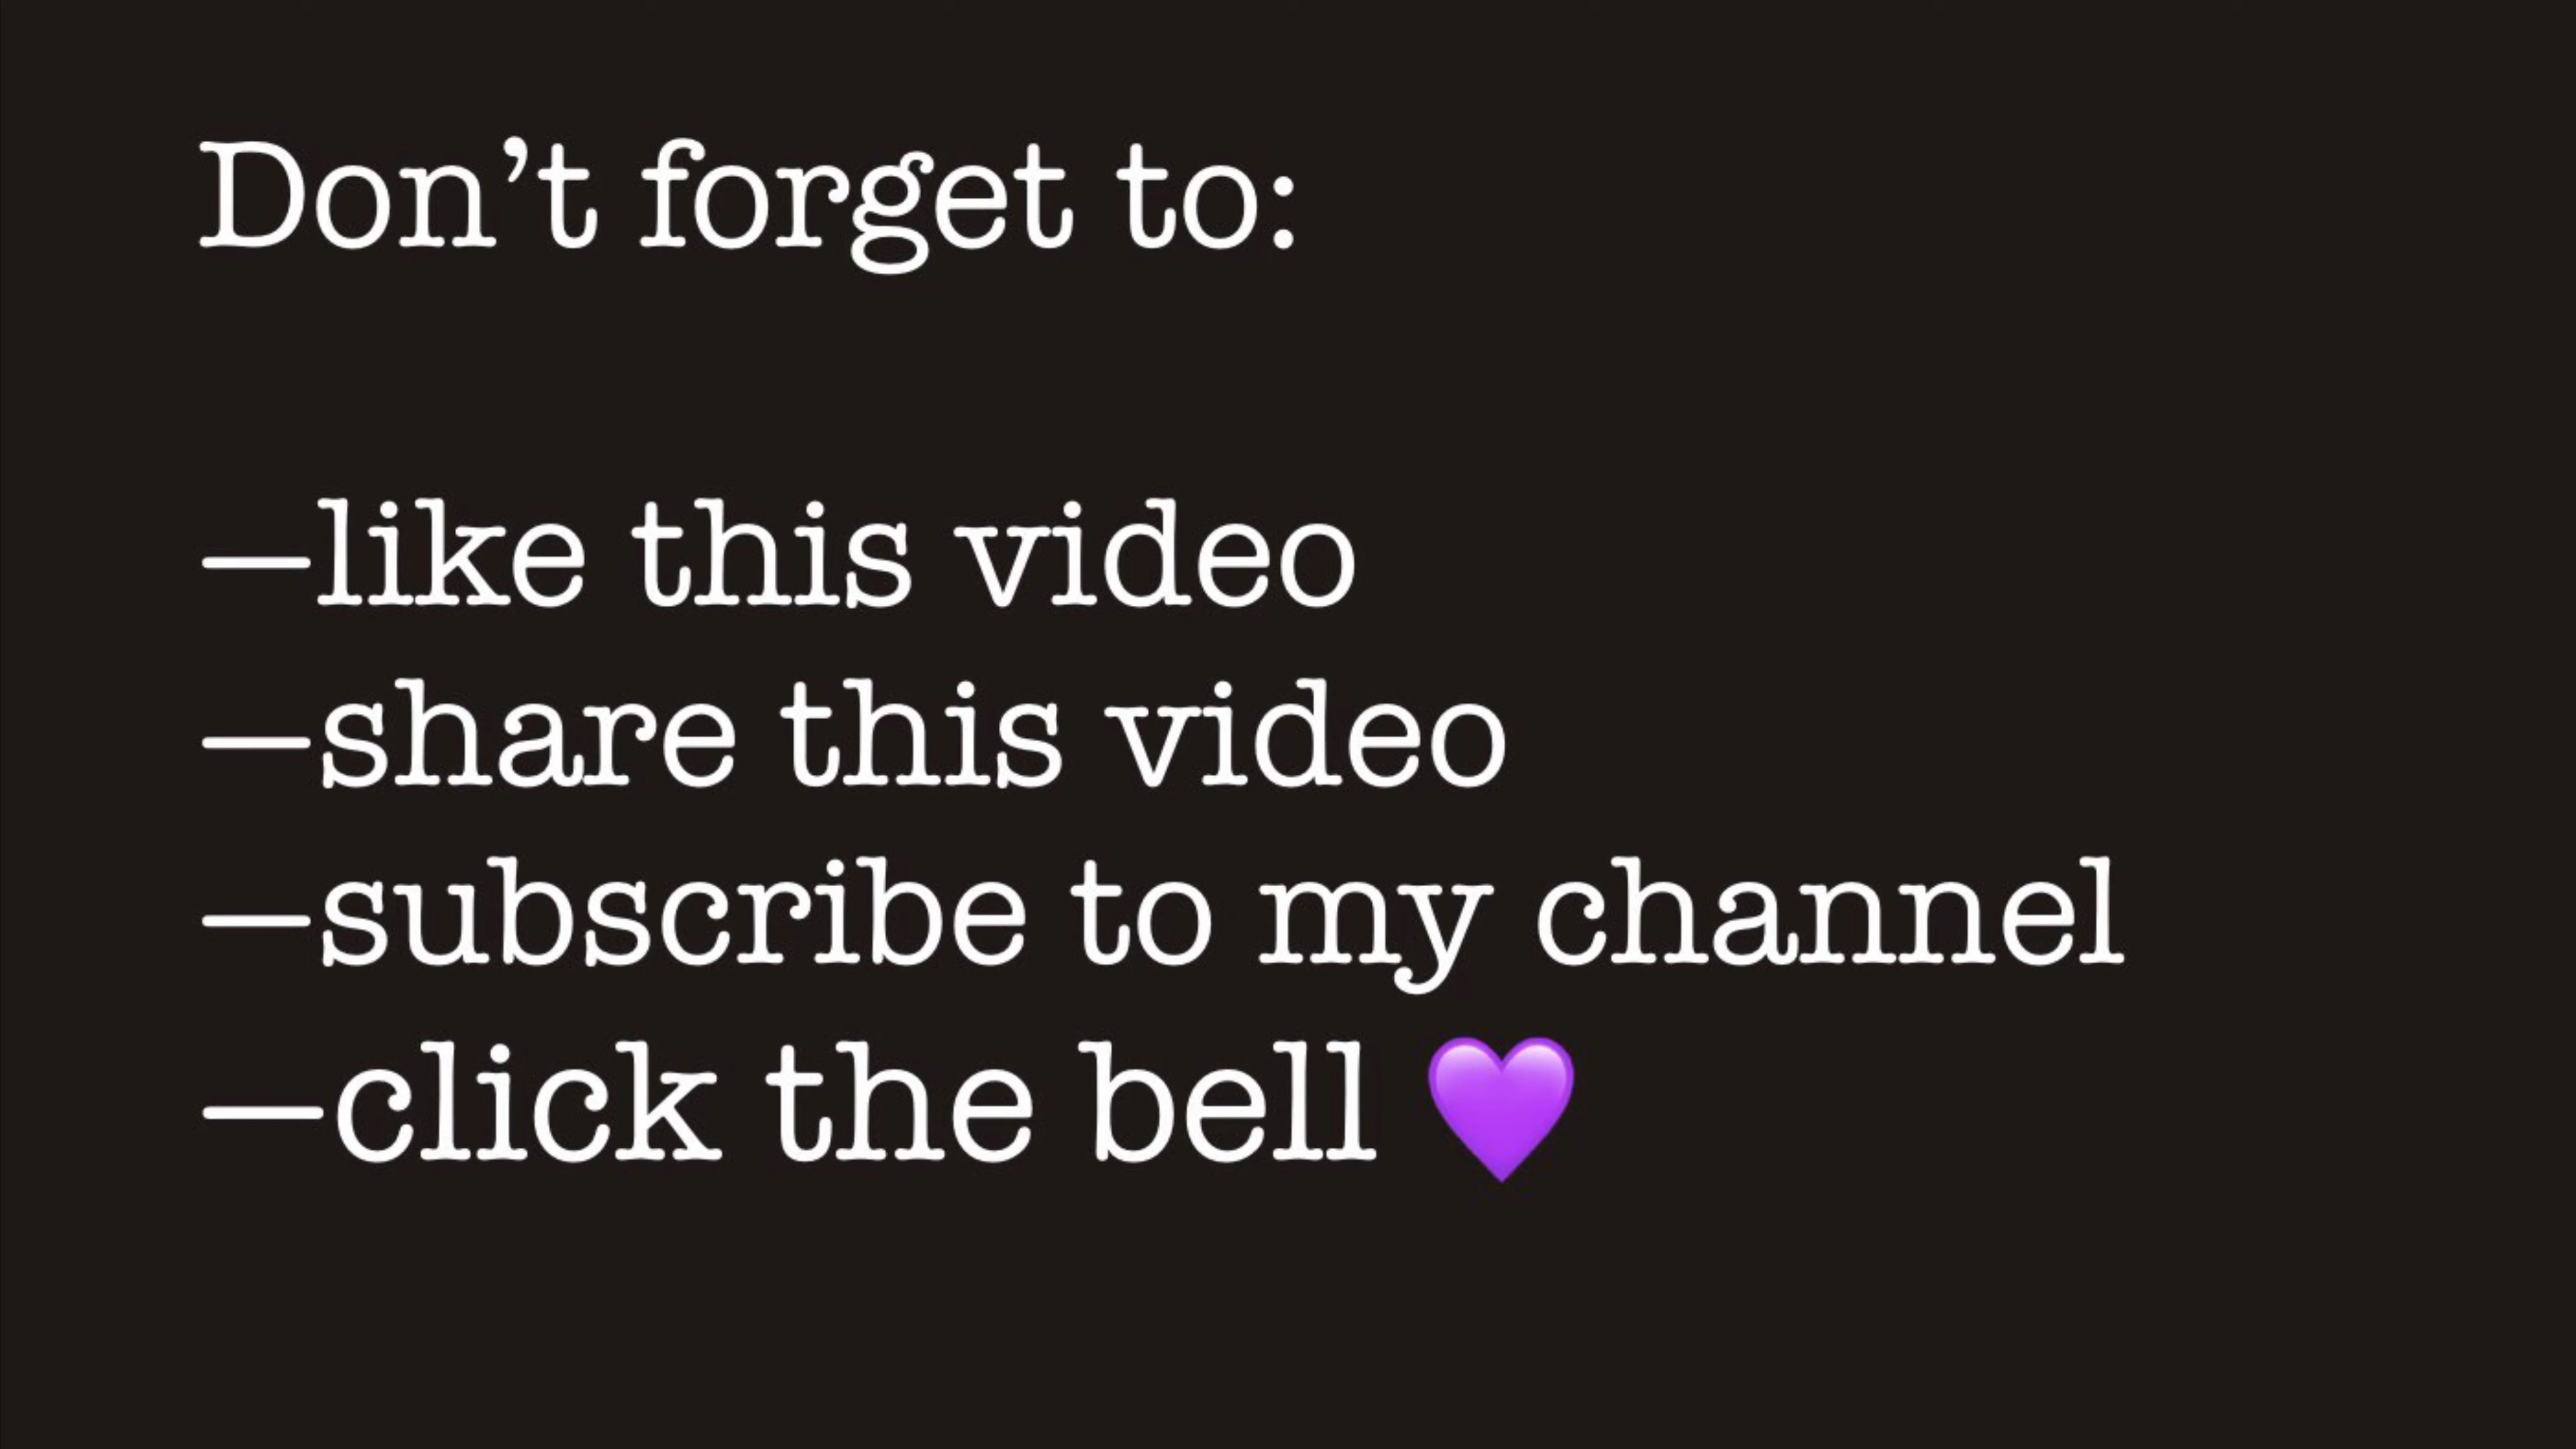 Don’t forget to:
—like this video
—share this video
—subscribe to my channel
—click the bell 💜